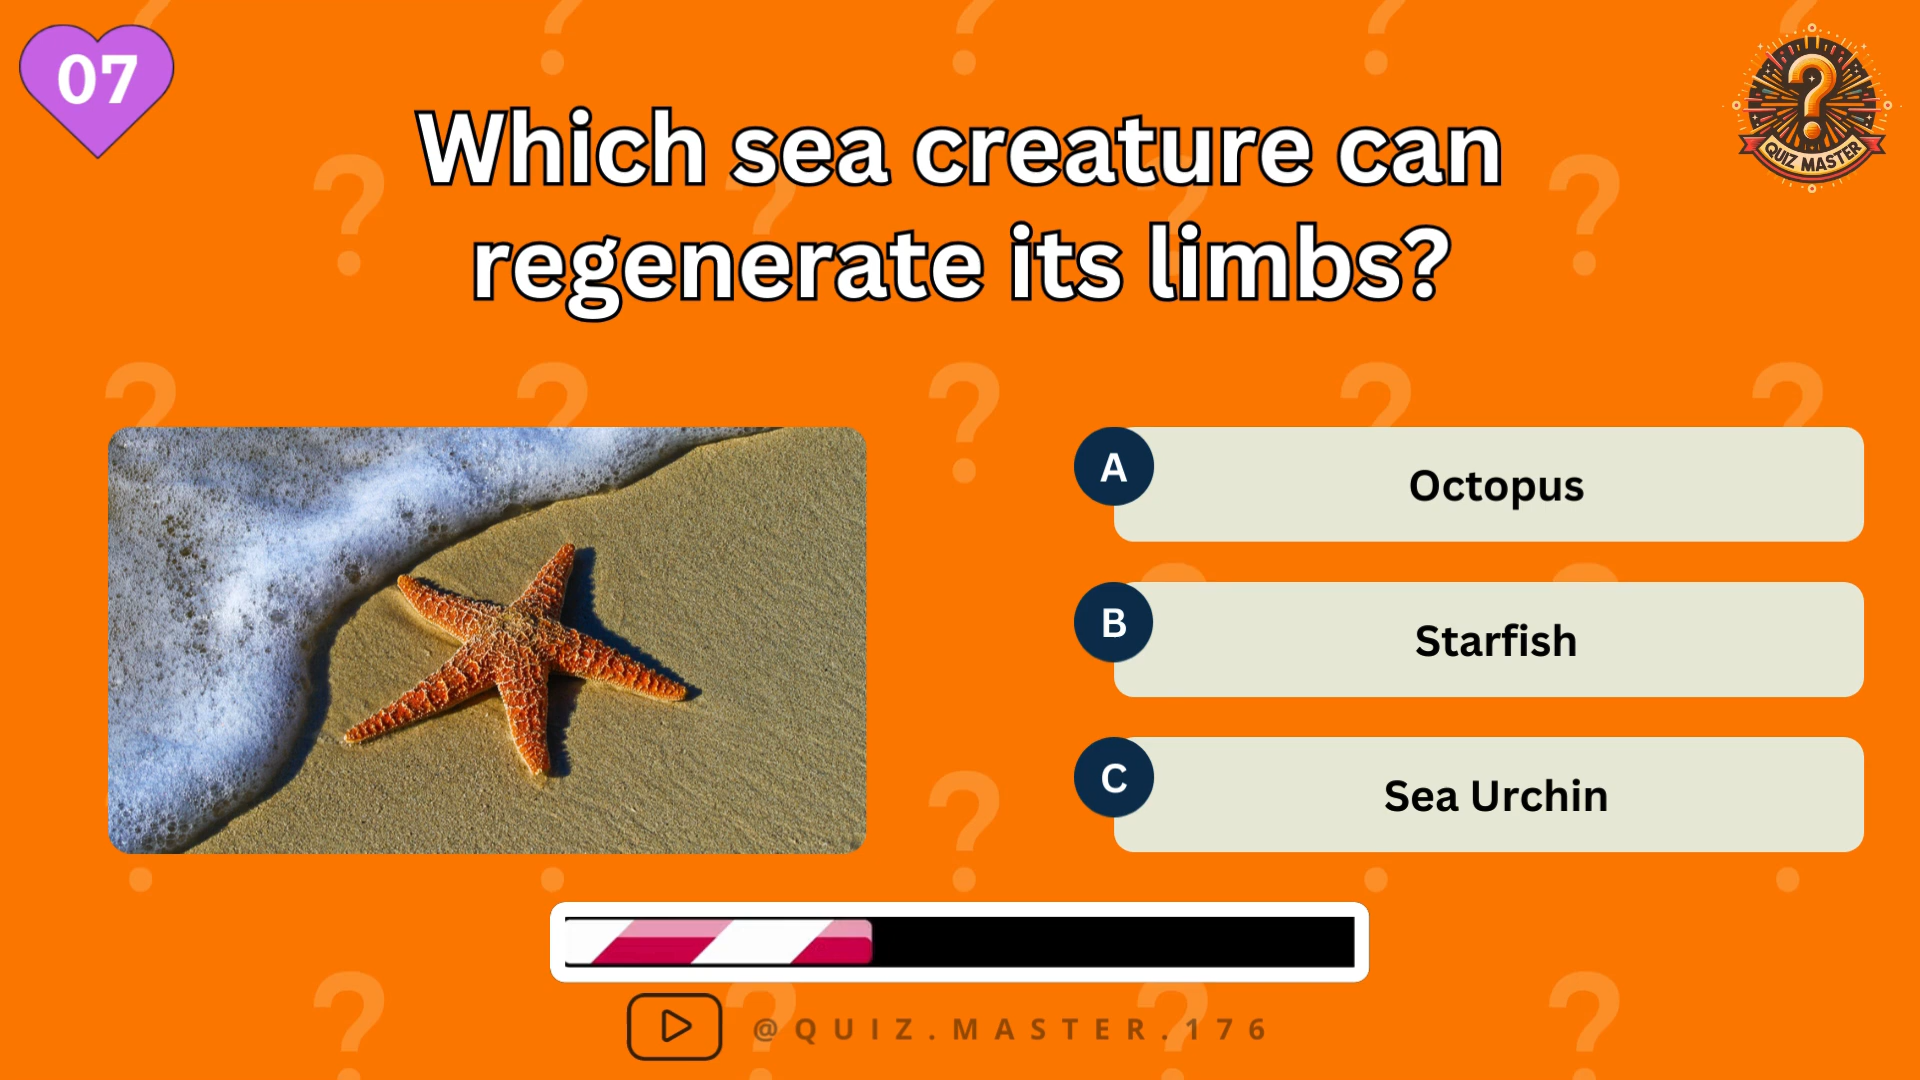 07
QUIZ MASTER
Which sea creature can
regenerate its limbs?
A
Octopus
B
Starfish
C
Sea Urchin
@QUIZ.MASTER.176